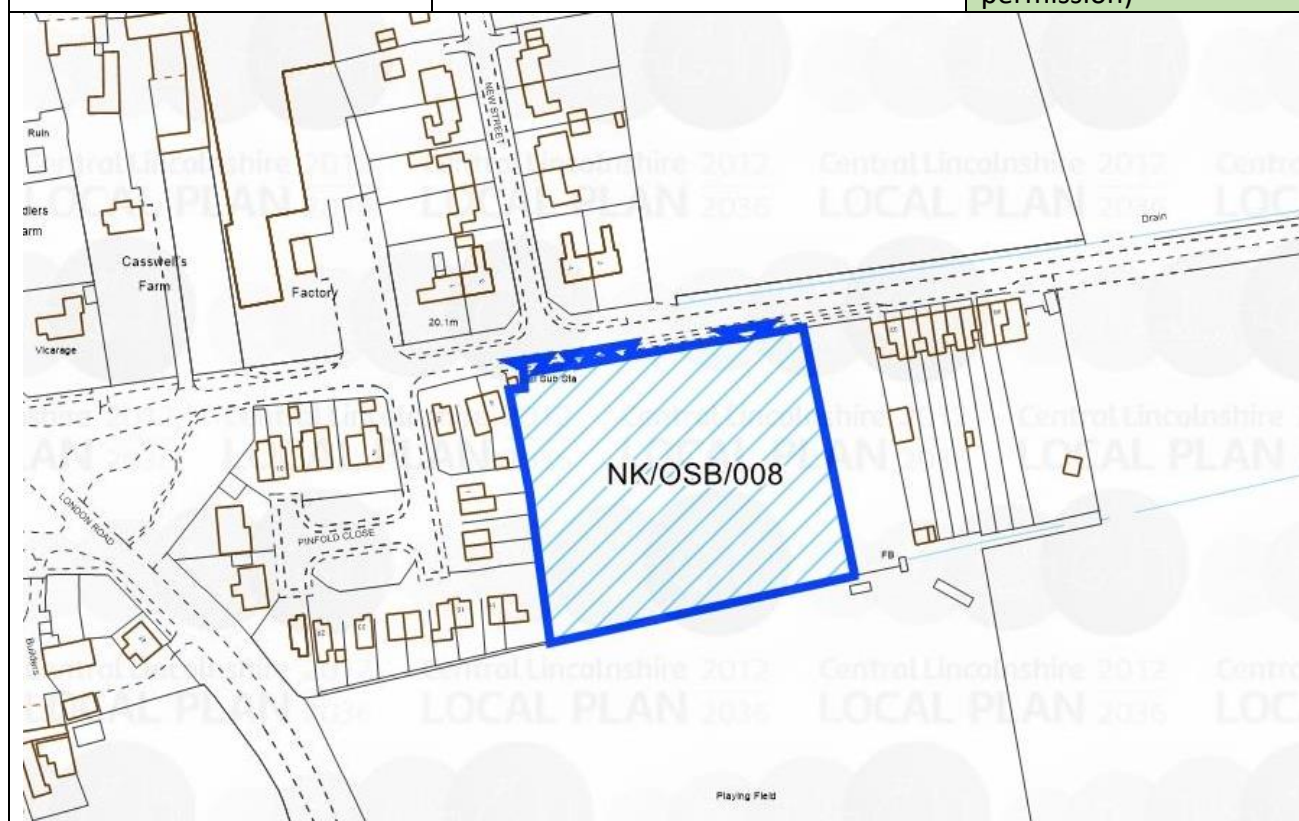 permission)
Ruin
NEW STREET
Central Lincolnshire 2012
LOCAL PLAN 2036
Drain
Casswell's
Farm
Factory
20.1m
Vicarage
El Sub Sta
NK/OSB/008
LONDON ROAD
PINFOLD CLOSE
FB
Playing Field